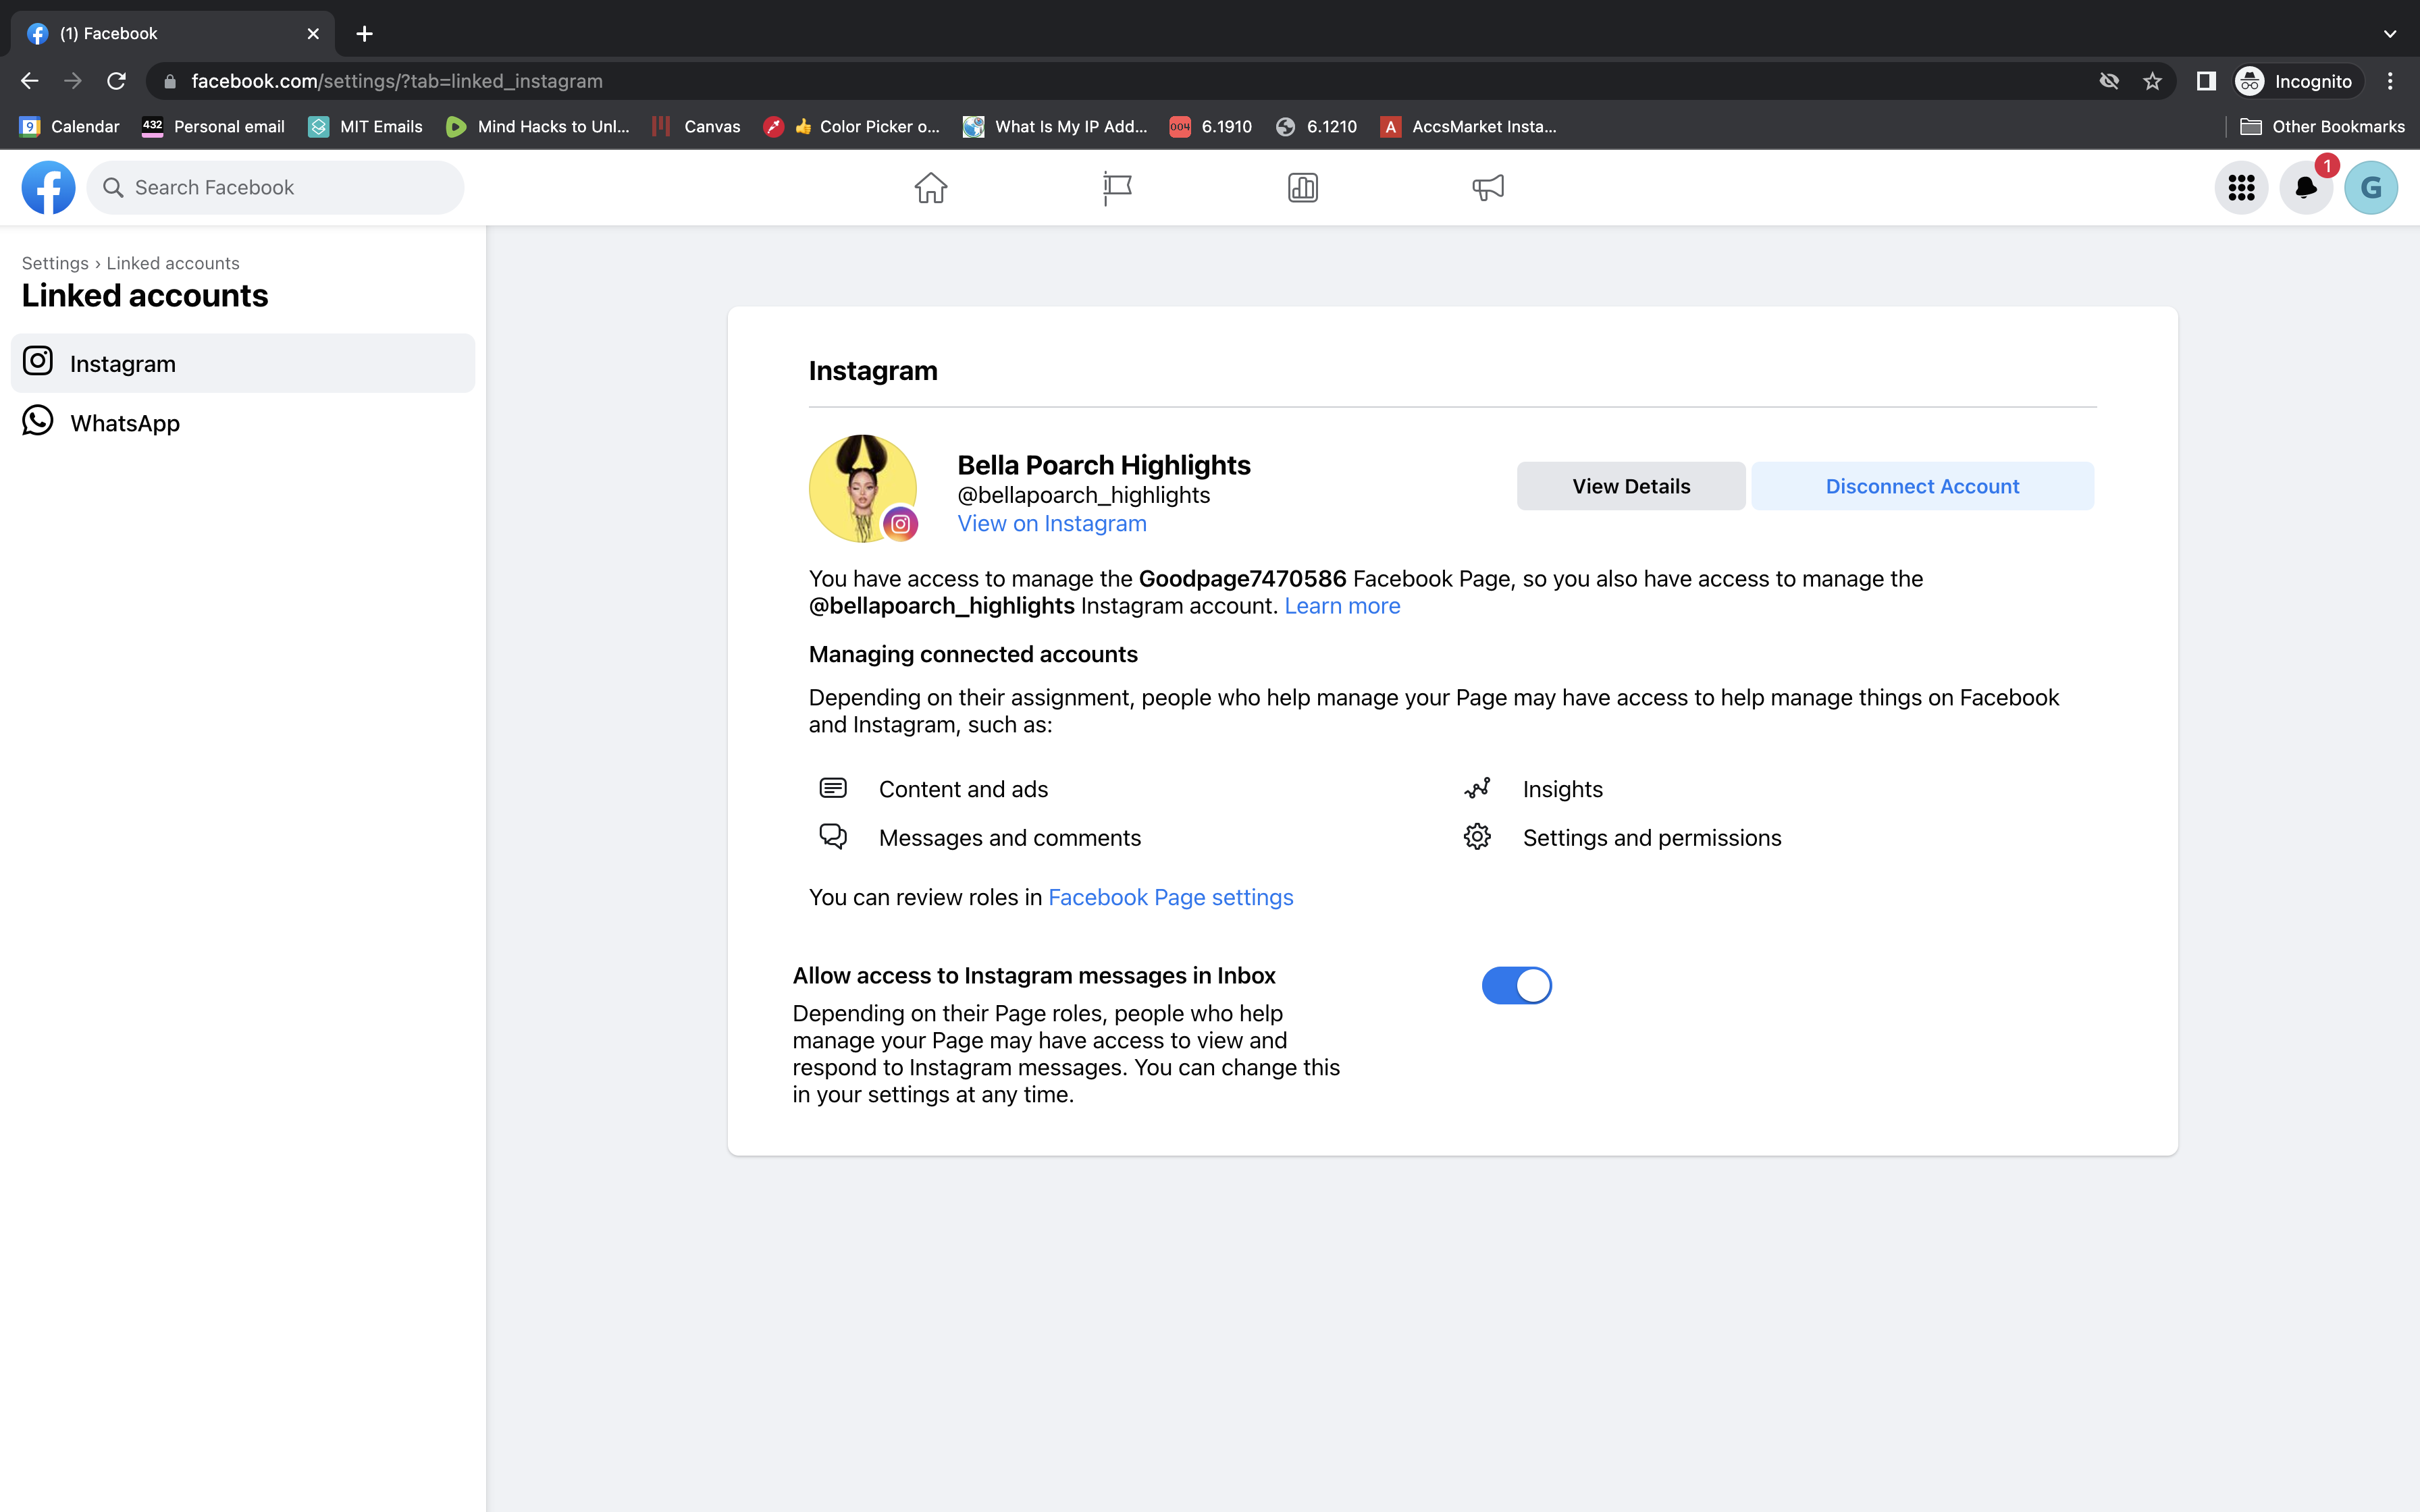 (1) Facebook
facebook.com/settings/?tab=linked_instagram
Incognito
9 Calendar
432 Personal email
MIT Emails
Mind Hacks to Unl...
Canvas
👍 Color Picker o...
What Is My IP Add...
004 6.1910
6.1210
A AccsMarket Insta...
Other Bookmarks
Search Facebook
1
G
Settings › Linked accounts
Linked accounts
Instagram
WhatsApp
Instagram
Bella Poarch Highlights
@bellapoarch_highlights
View on Instagram
View Details
Disconnect Account
You have access to manage the Goodpage7470586 Facebook Page, so you also have access to manage the
@bellapoarch_highlights Instagram account. Learn more
Managing connected accounts
Depending on their assignment, people who help manage your Page may have access to help manage things on Facebook
and Instagram, such as:
Content and ads
Insights
Messages and comments
Settings and permissions
You can review roles in Facebook Page settings
Allow access to Instagram messages in Inbox
Depending on their Page roles, people who help
manage your Page may have access to view and
respond to Instagram messages. You can change this
in your settings at any time.